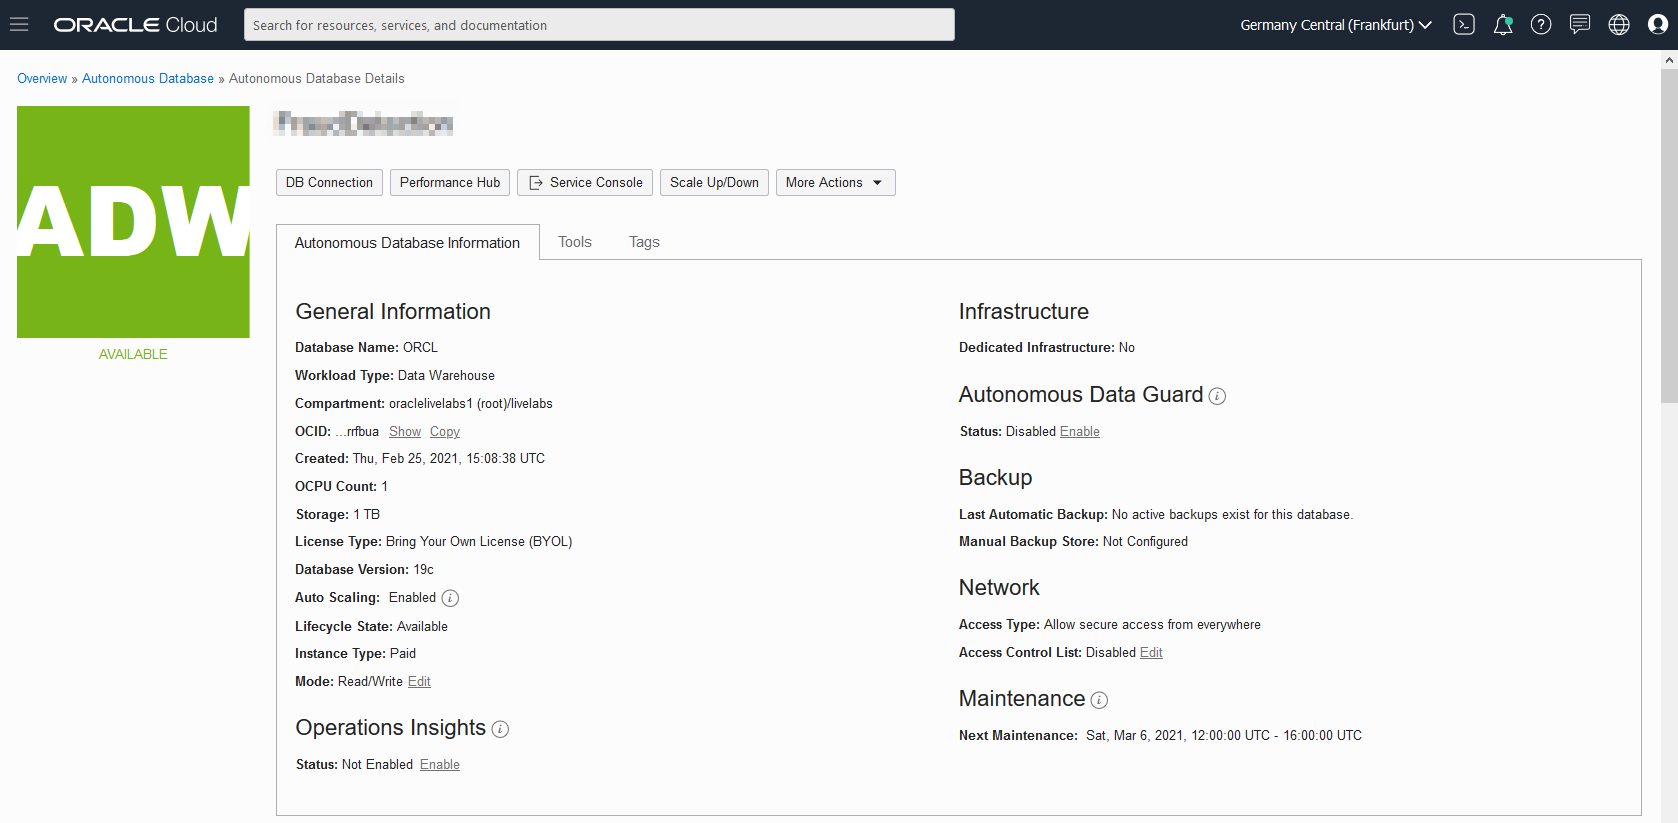 ORACLE Cloud
Search for resources, services, and documentation
Germany Central (Frankfurt)
Overview » Autonomous Database » Autonomous Database Details
ADW
AVAILABLE
DB Connection
Performance Hub
Service Console
Scale Up/Down
More Actions
Autonomous Database Information
Tools
Tags
General Information
Database Name: ORCL
Workload Type: Data Warehouse
Compartment: oraclelivelabs1 (root)/livelabs
OCID: ...rrfbua Show Copy
Created: Thu, Feb 25, 2021, 15:08:38 UTC
OCPU Count: 1
Storage: 1 TB
License Type: Bring Your Own License (BYOL)
Database Version: 19c
Auto Scaling: Enabled
Lifecycle State: Available
Instance Type: Paid
Mode: Read/Write Edit
Operations Insights
Status: Not Enabled Enable
Infrastructure
Dedicated Infrastructure: No
Autonomous Data Guard
Status: Disabled Enable
Backup
Last Automatic Backup: No active backups exist for this database.
Manual Backup Store: Not Configured
Network
Access Type: Allow secure access from everywhere
Access Control List: Disabled Edit
Maintenance
Next Maintenance: Sat, Mar 6, 2021, 12:00:00 UTC - 16:00:00 UTC